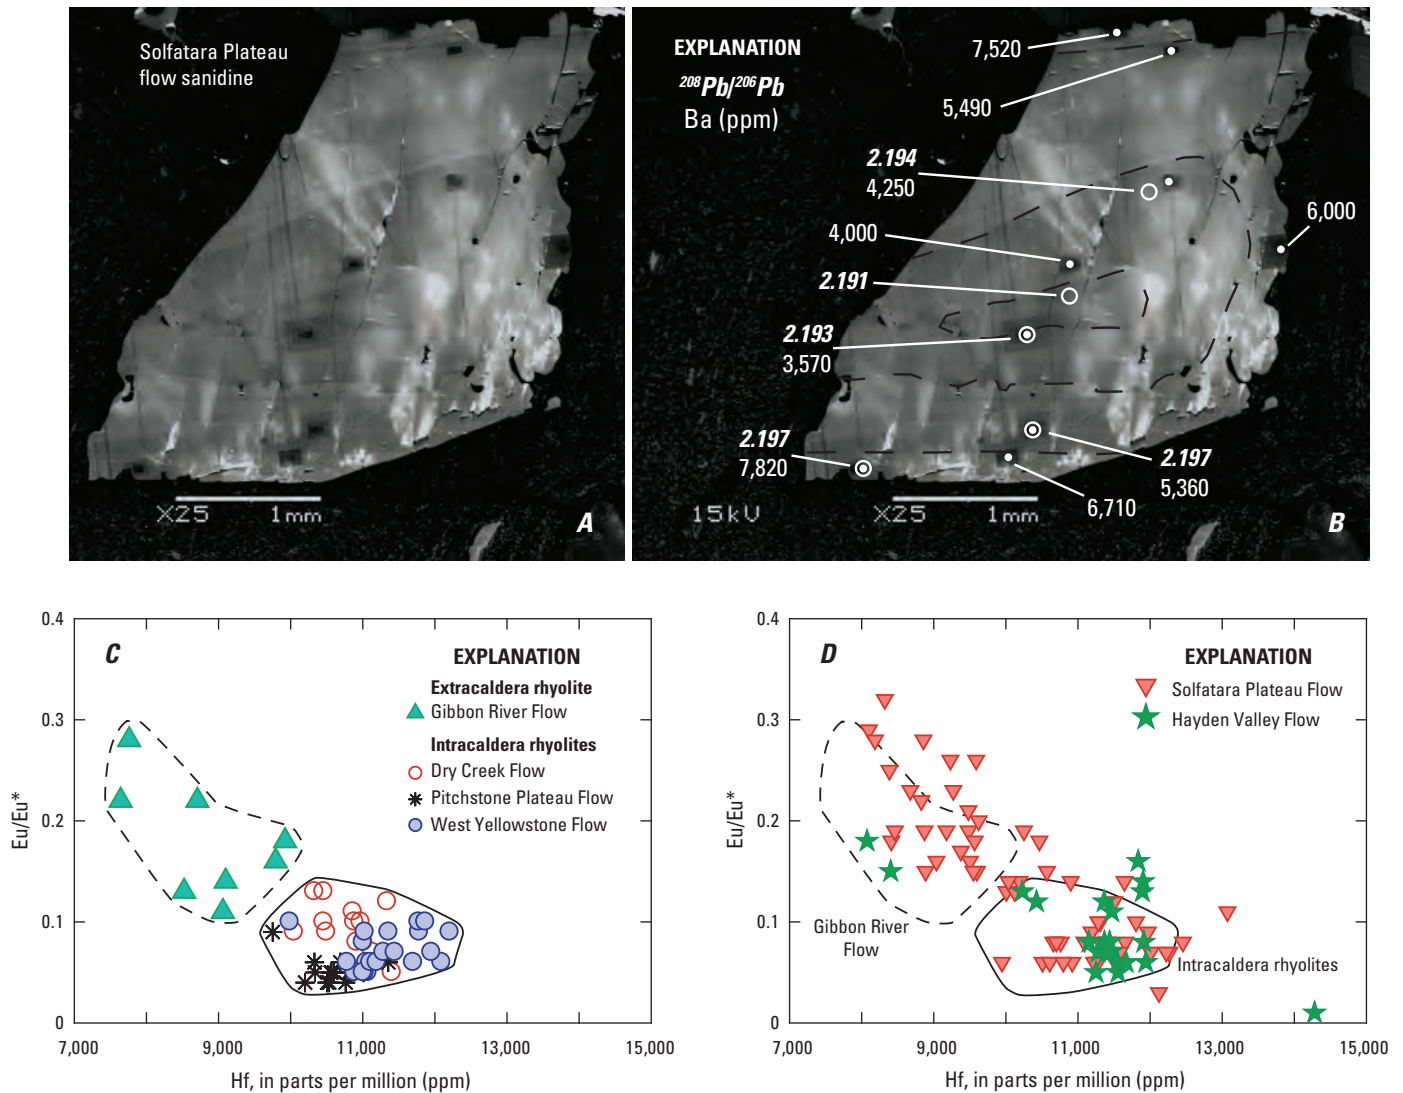 Solfatara Plateau
flow sanidine
X25
1mm
A
EXPLANATION
208Pb/206Pb
Ba (ppm)
7,520
5,490
2.194
4,250
4,000
2.191
2.193
3,570
6,000
2.197
7,820
2.197
5,360
6,710
15kV
X25
1mm
B
C
EXPLANATION
Extracaldera rhyolite
Gibbon River Flow
Intracaldera rhyolites
Dry Creek Flow
Pitchstone Plateau Flow
West Yellowstone Flow
Eu/Eu*
0.4
0.3
0.2
0.1
0
7,000
9,000
11,000
13,000
15,000
Hf, in parts per million (ppm)
D
EXPLANATION
Solfatara Plateau Flow
Hayden Valley Flow
Gibbon River
Flow
Intracaldera rhyolites
Eu/Eu*
0.4
0.3
0.2
0.1
0
7,000
9,000
11,000
13,000
15,000
Hf, in parts per million (ppm)